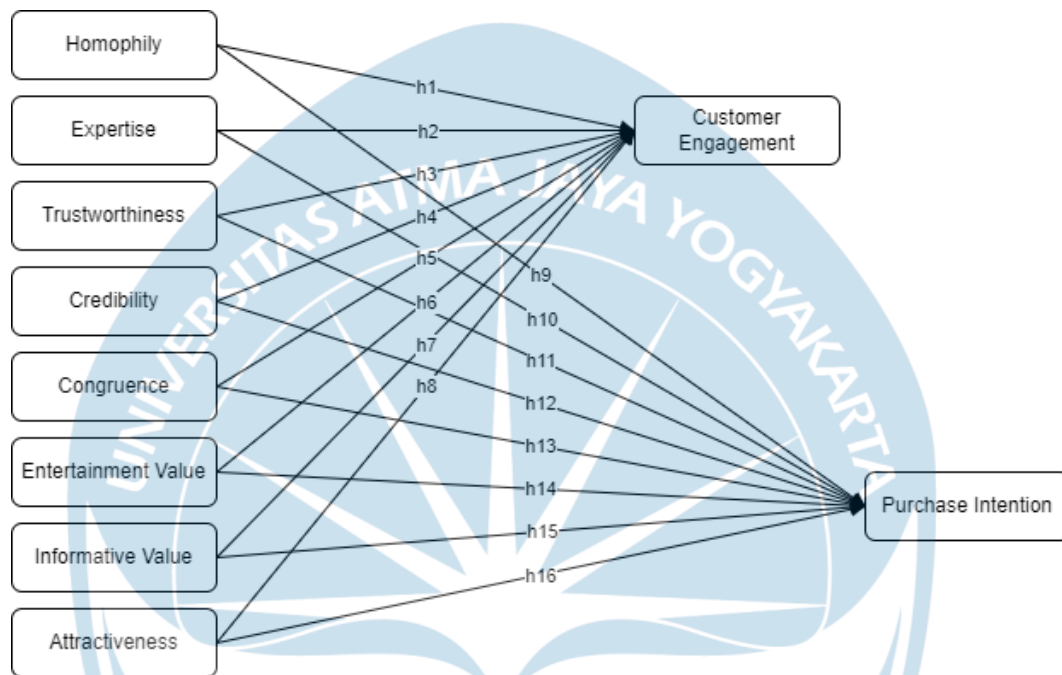 Homophily
Expertise
Trustworthiness
Credibility
Congruence
Entertainment Value
Informative Value
Attractiveness
h1
h2
h3
h4
h5
h6
h7
h8
h9
h10
h11
h12
h13
h14
h15
h16
Customer
Engagement
Purchase Intention
UNIVERSITAS ATMA JAYA YOGYAKARTA